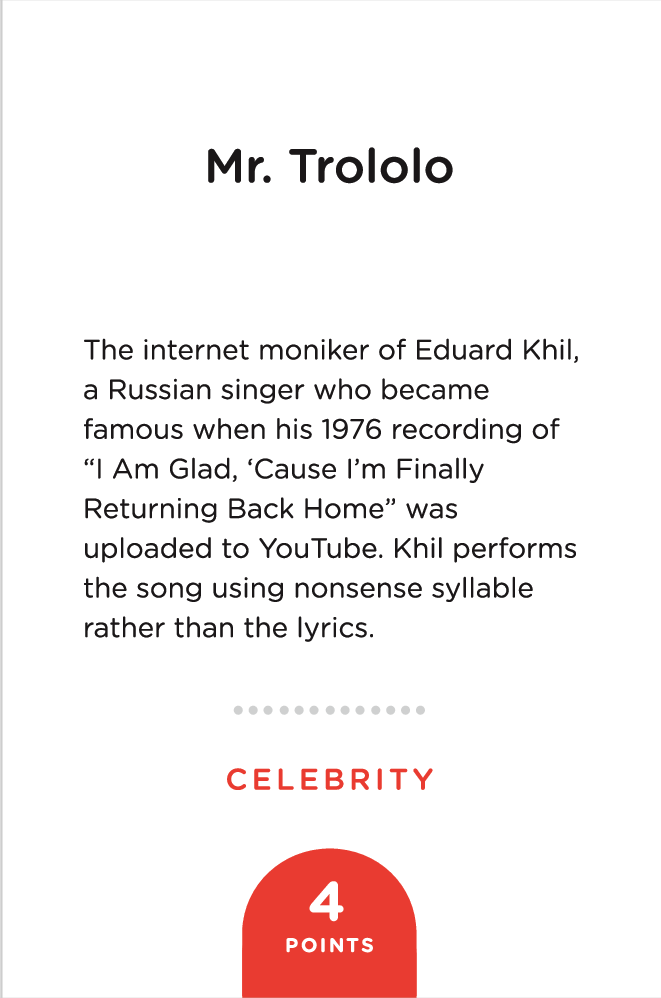 Mr. Trololo
The internet moniker of Eduard Khil,
a Russian singer who became
famous when his 1976 recording of
“I Am Glad, ‘Cause I’m Finally
Returning Back Home” was
uploaded to YouTube. Khil performs
the song using nonsense syllable
rather than the lyrics.
CELEBRITY
4
POINTS